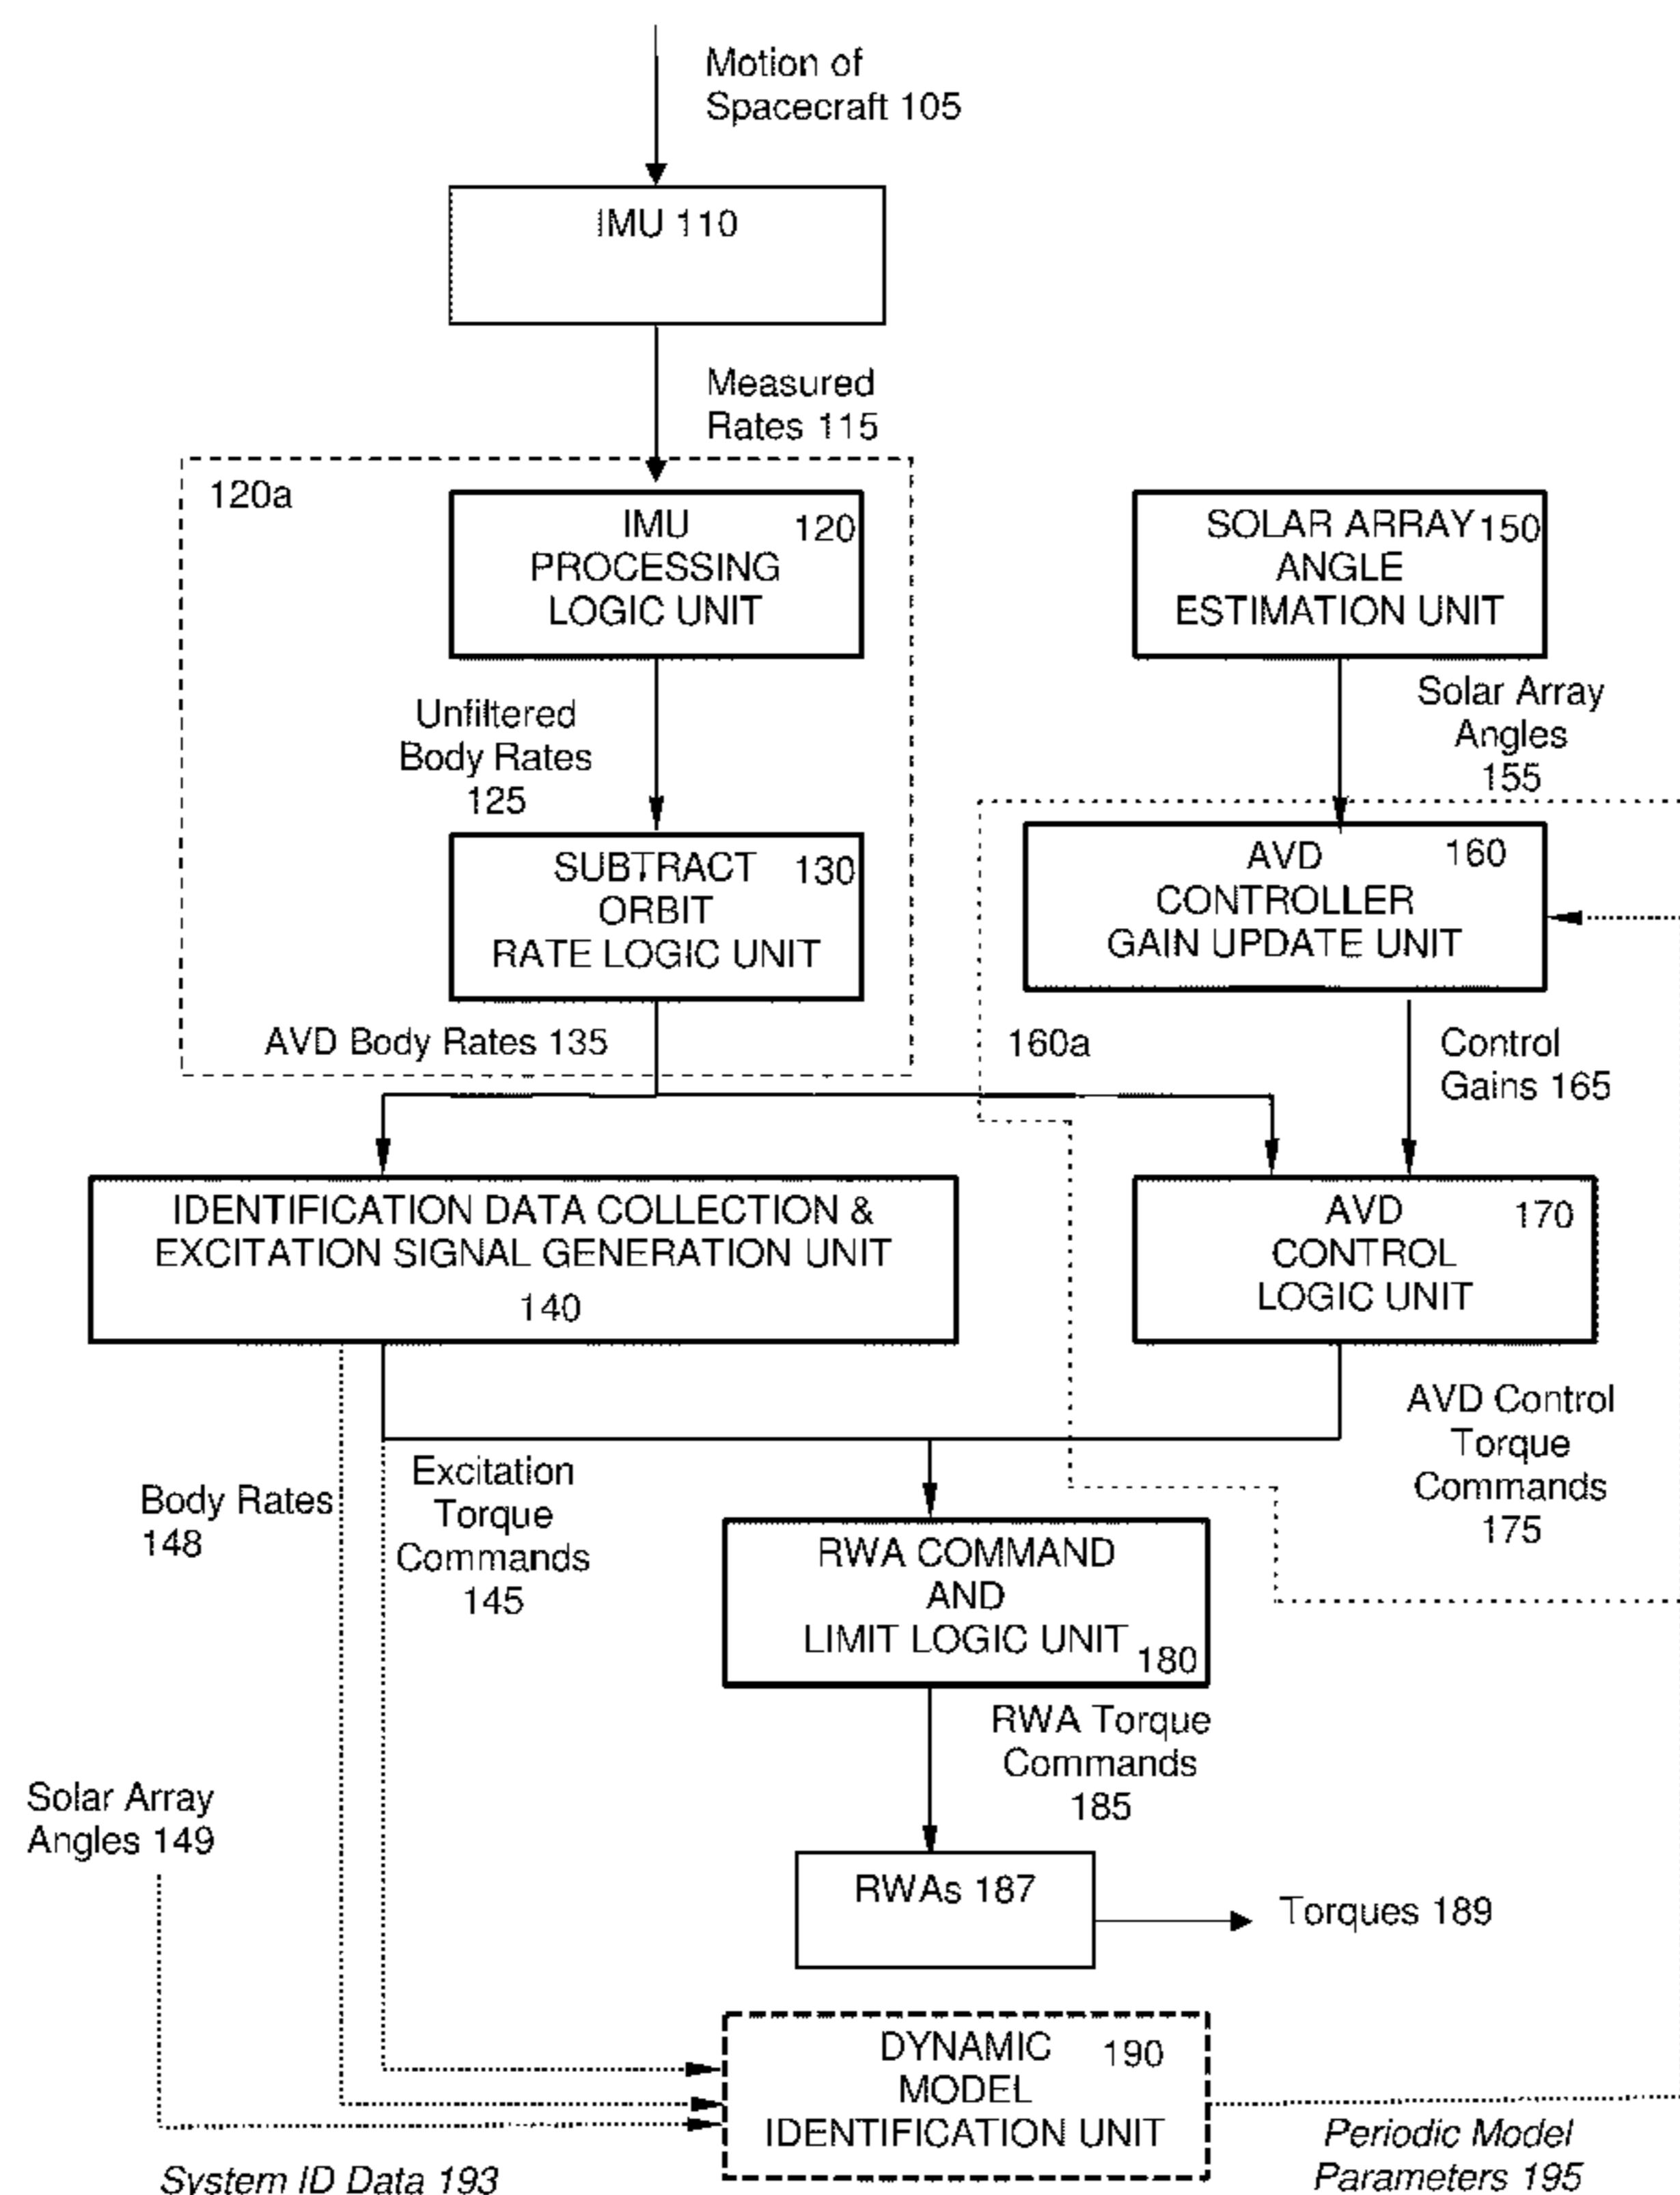 Motion of
Spacecraft 105
IMU 110
Measured
Rates 115
120a
IMU 120
PROCESSING
LOGIC UNIT
SOLAR ARRAY 150
ANGLE
ESTIMATION UNIT
Unfiltered
Body Rates
125
Solar Array
Angles
155
SUBTRACT 130
ORBIT
RATE LOGIC UNIT
AVD 160
CONTROLLER
GAIN UPDATE UNIT
AVD Body Rates 135
160a
Control
Gains 165
IDENTIFICATION DATA COLLECTION &
EXCITATION SIGNAL GENERATION UNIT
140
AVD 170
CONTROL
LOGIC UNIT
AVD Control
Torque
Commands
175
Body Rates
148
Excitation
Torque
Commands
145
RWA COMMAND
AND
LIMIT LOGIC UNIT 180
RWA Torque
Commands
185
Solar Array
Angles 149
RWAs 187
Torques 189
DYNAMIC 190
MODEL
IDENTIFICATION UNIT
System ID Data 193
Periodic Model
Parameters 195